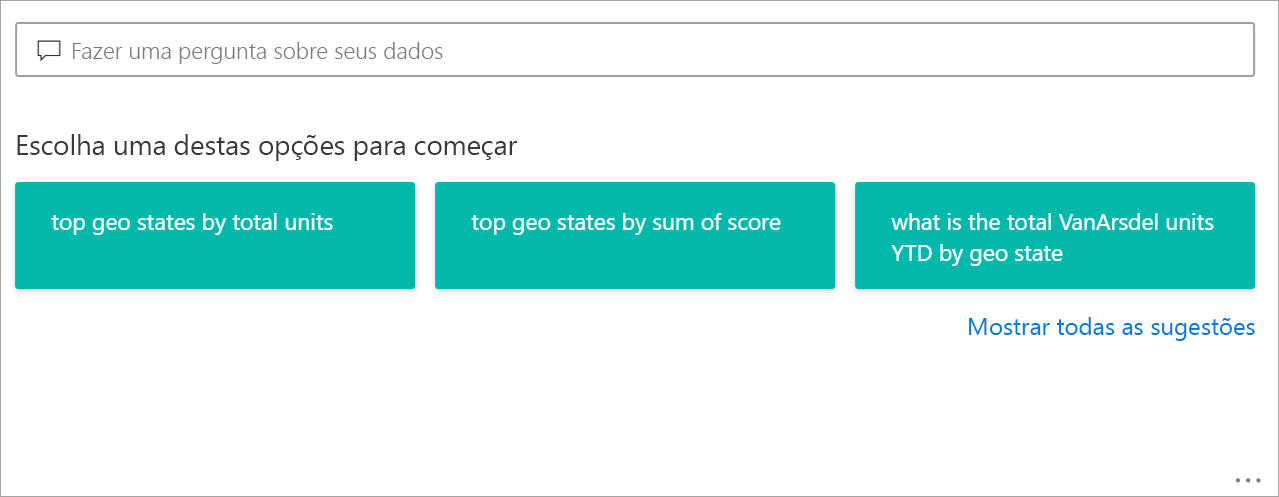 Fazer uma pergunta sobre seus dados
Escolha uma destas opções para começar
top geo states by total units
top geo states by sum of score
what is the total VanArsdel units
YTD by geo state
Mostrar todas as sugestões